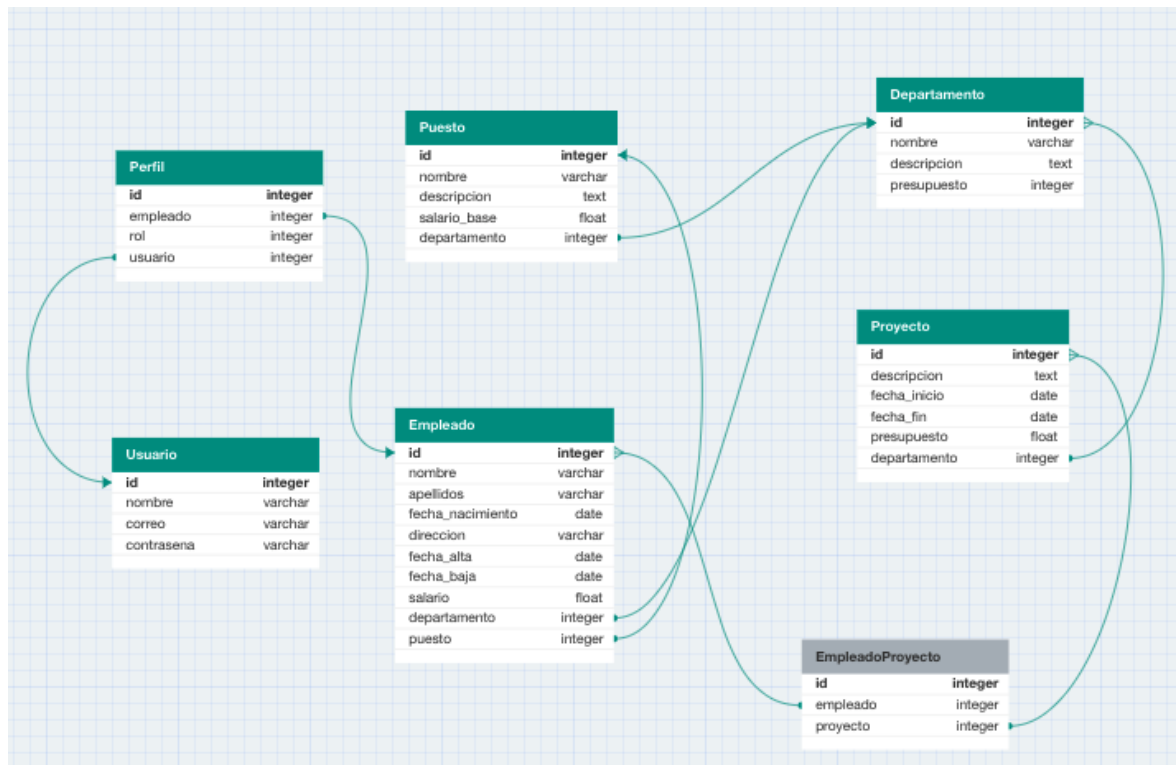 Perfil
id integer
empleado integer
rol integer
usuario integer
Puesto
id integer
nombre varchar
descripcion text
salario_base float
departamento integer
Departamento
id integer
nombre varchar
descripcion text
presupuesto integer
Proyecto
id integer
descripcion text
fecha_inicio date
fecha_fin date
presupuesto float
departamento integer
Usuario
id integer
nombre varchar
correo varchar
contrasena varchar
Empleado
id integer
nombre varchar
apellidos varchar
fecha_nacimiento date
direccion varchar
fecha_alta date
fecha_baja date
salario float
departamento integer
puesto integer
EmpleadoProyecto
id integer
empleado integer
proyecto integer